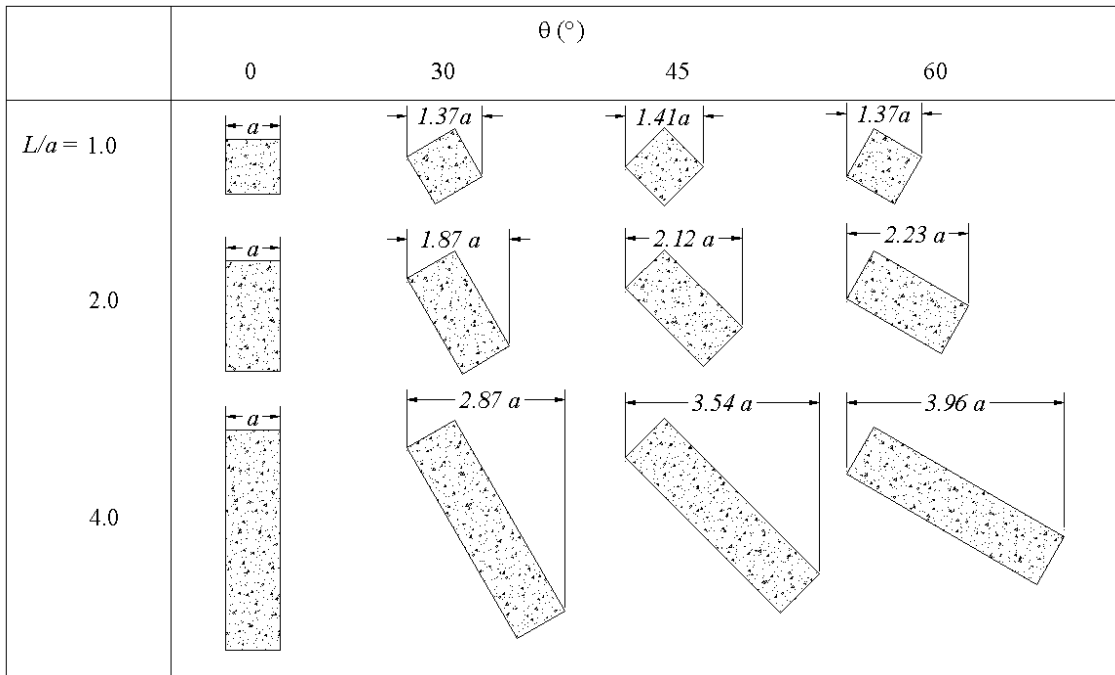 θ (°)
0 30 45 60
a 1.37a 1.41a 1.37a
L/a = 1.0
a 1.87 a 2.12 a 2.23 a
2.0
a 2.87 a 3.54 a 3.96 a
4.0